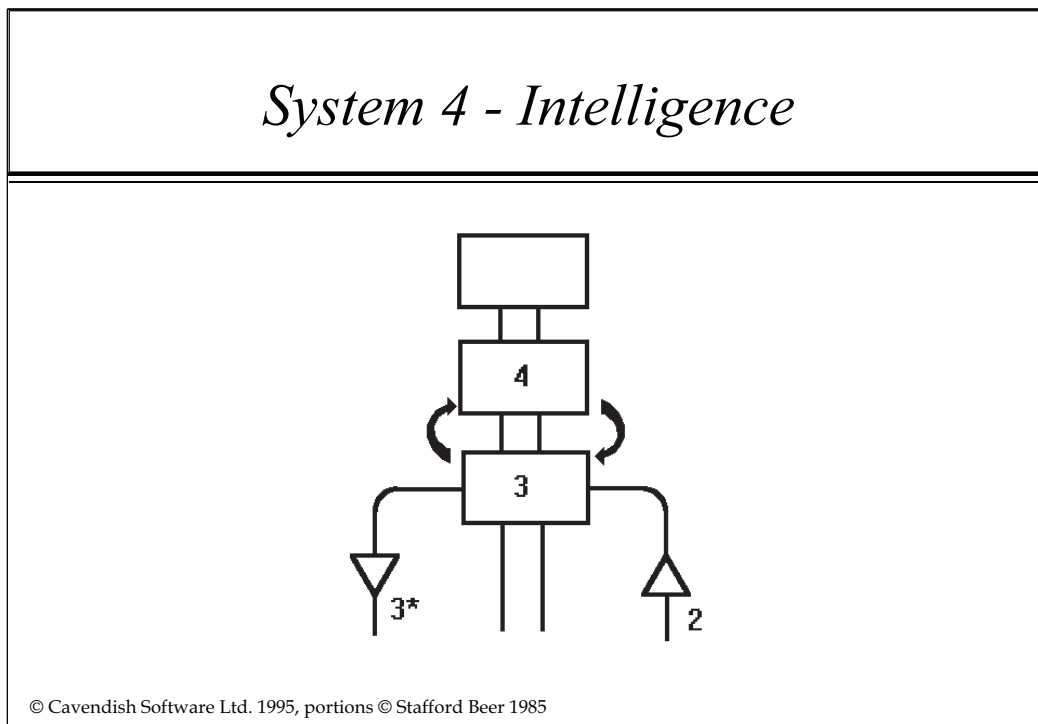 System 4 - Intelligence
4
3
3*
2
© Cavendish Software Ltd. 1995, portions © Stafford Beer 1985